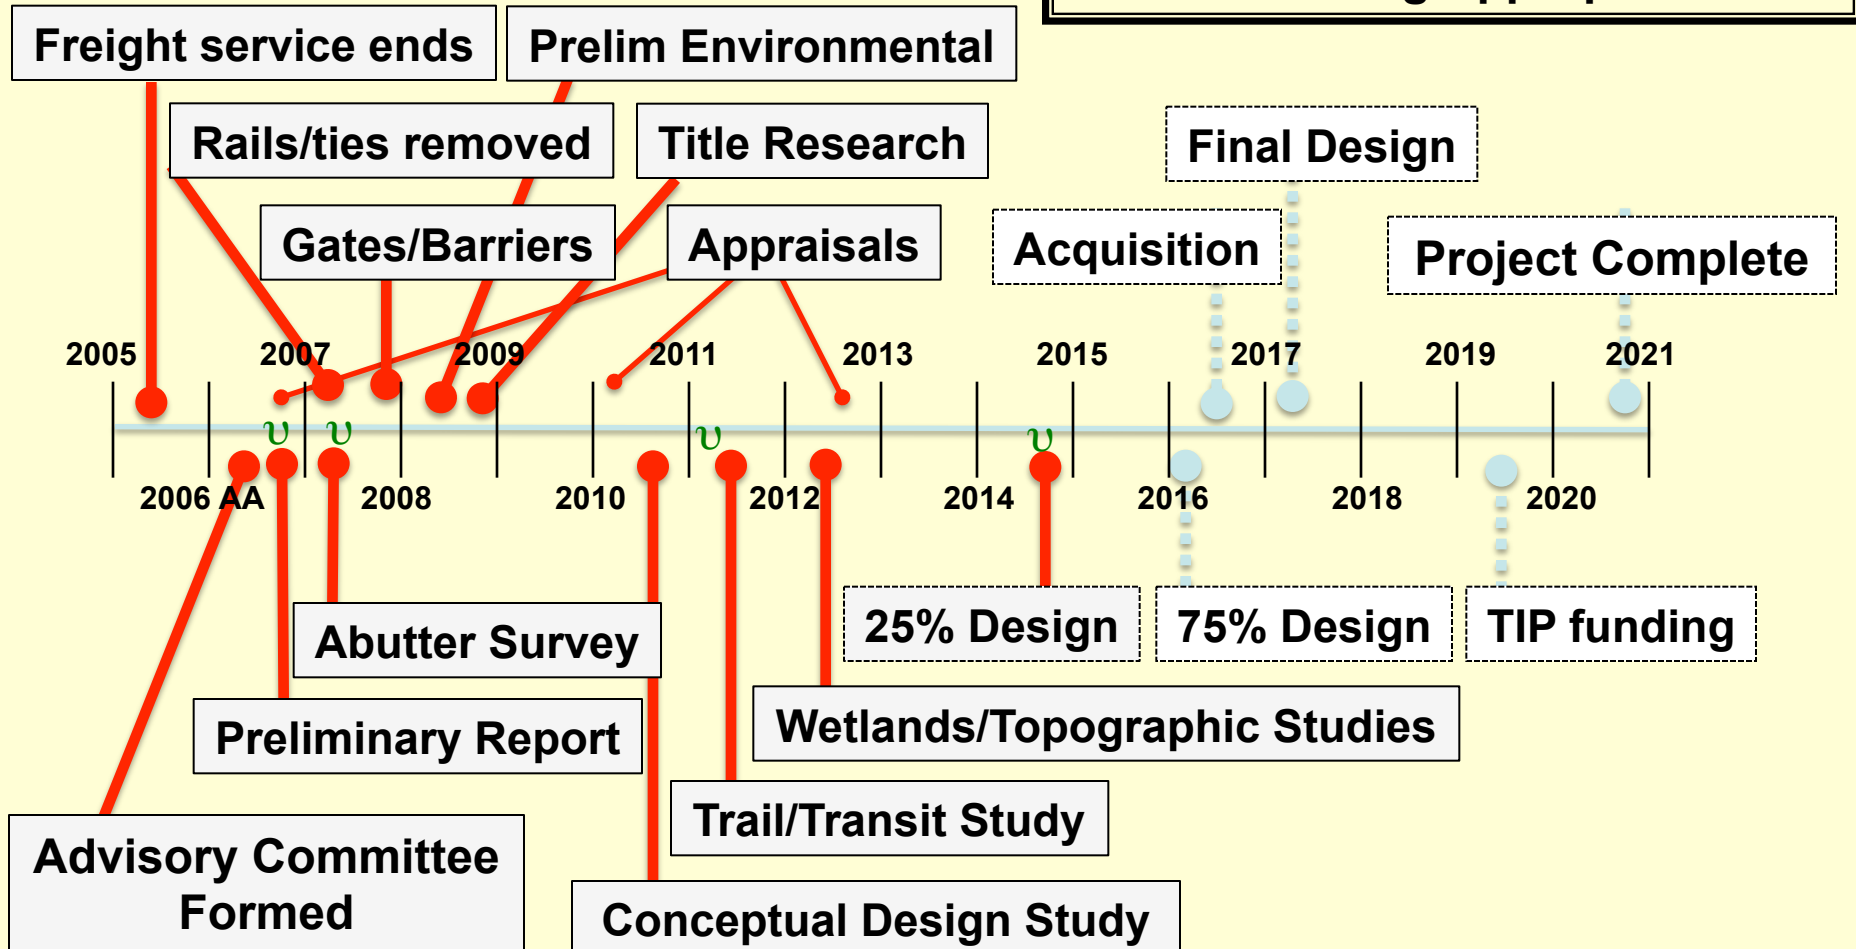 Freight service ends
Prelim Environmental
Rails/ties removed
Title Research
Final Design
Gates/Barriers
Appraisals
Acquisition
Project Complete
2005
2007
2009
2011
2013
2015
2017
2019
2021
υ
υ
υ
υ
2006 AA
2008
2010
2012
2014
2016
2018
2020
25% Design
75% Design
TIP funding
Abutter Survey
Preliminary Report
Wetlands/Topographic Studies
Trail/Transit Study
Advisory Committee
Formed
Conceptual Design Study